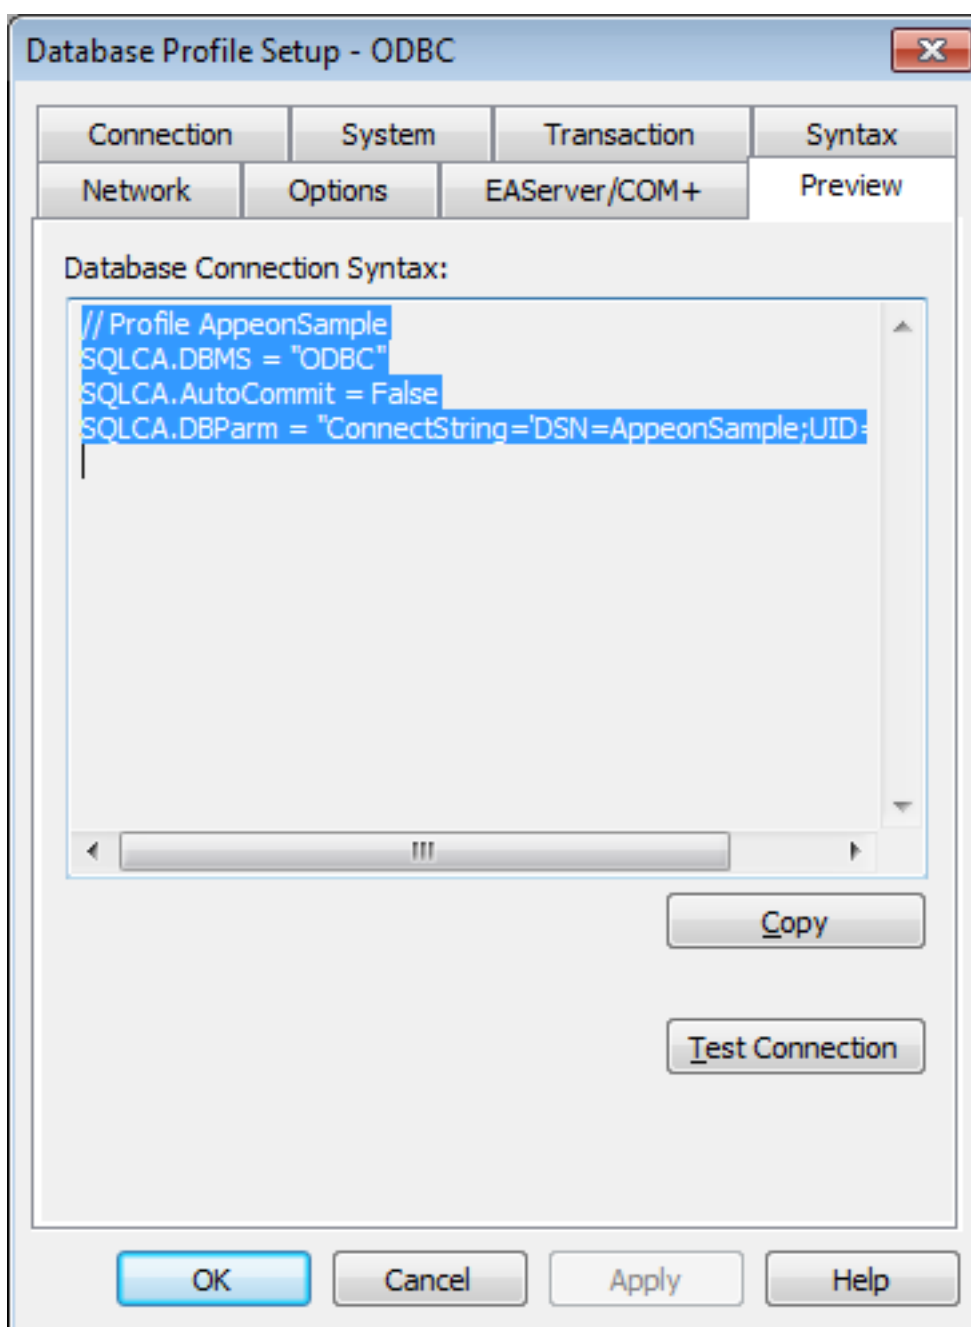 Database Profile Setup - ODBC
Connection System Transaction Syntax
Network Options EAServer/COM+ Preview
Database Connection Syntax:
// Profile AppeonSample
SQLCA.DBMS = "ODBC"
SQLCA.AutoCommit = False
SQLCA.DBParm = "ConnectString='DSN=AppeonSample;UID=
Copy
Test Connection
OK Cancel Apply Help